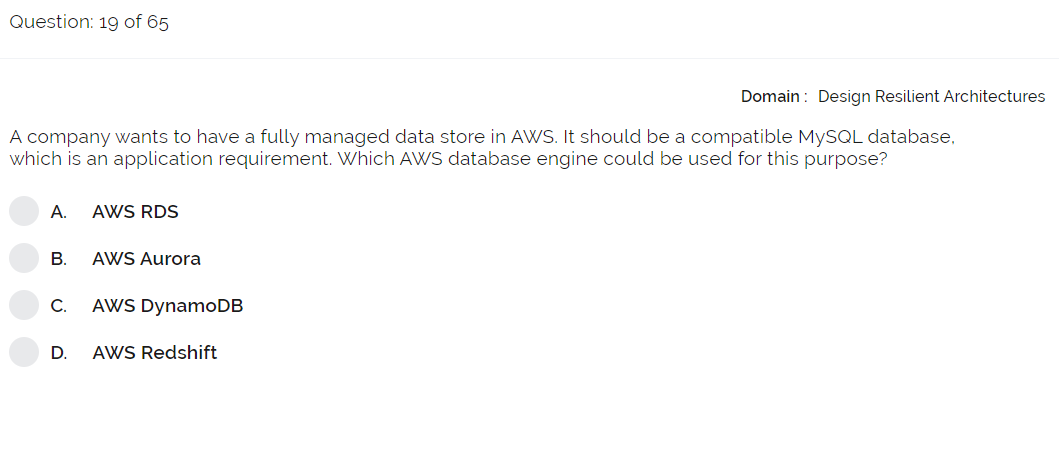 Question: 19 of 65
Domain : Design Resilient Architectures
A company wants to have a fully managed data store in AWS. It should be a compatible MySQL database,
which is an application requirement. Which AWS database engine could be used for this purpose?
A. AWS RDS
B. AWS Aurora
C. AWS DynamoDB
D. AWS Redshift